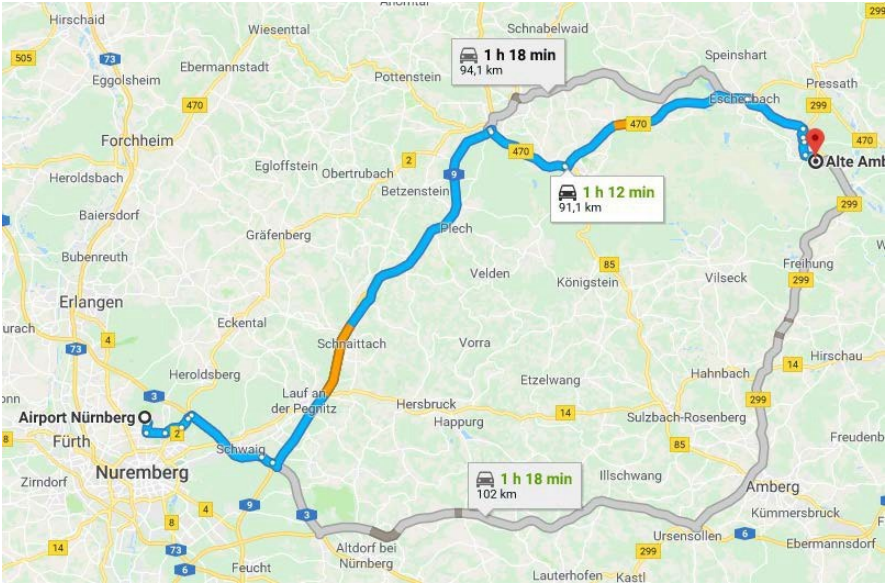 Hirschaid
Wiesenttal
Schnabelwaid
299
505
73
Ebermannstadt
1 h 18 min
94,1 km
Speinshart
Eggolsheim
Pottenstein
Pressath
470
Eschenbach
299
Forchheim
470
470
2
470
Egloffstein
Obertrubach
Alte Amb
Heroldsbach
9
Betzenstein
1 h 12 min
91,1 km
299
Baiersdorf
Plech
Gräfenberg
Bubenreuth
85
Freihung
Velden
Königstein
Vilseck
299
Erlangen
Eckental
urach
4
Schnaittach
Vorra
73
Hirschau
14
Heroldsberg
Etzelwang
Hahnbach
3
Lauf an
der Pegnitz
299
Hersbruck
14
Airport Nürnberg
Happurg
Sulzbach-Rosenberg
8
Fürth
2
85
Freudenb
Schwaig
Nuremberg
1 h 18 min
102 km
Illschwang
Zirndorf
Amberg
9
4
3
8
Kümmersbruck
Ursensollen
6
14
73
Altdorf bei
Nürnberg
299
Ebermannsdorf
6
Feucht
Lauterhofen
Kastl